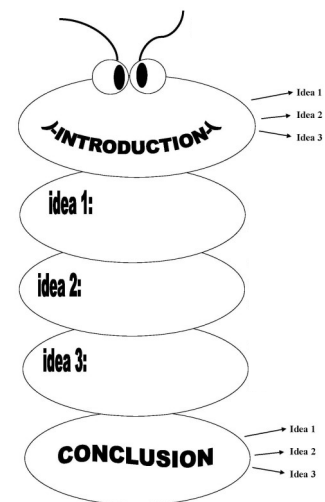 Idea 1
Idea 2
INTRODUCTION
Idea 3
idea 1:
idea 2:
idea 3:
Idea 1
CONCLUSION
Idea 2
Idea 3